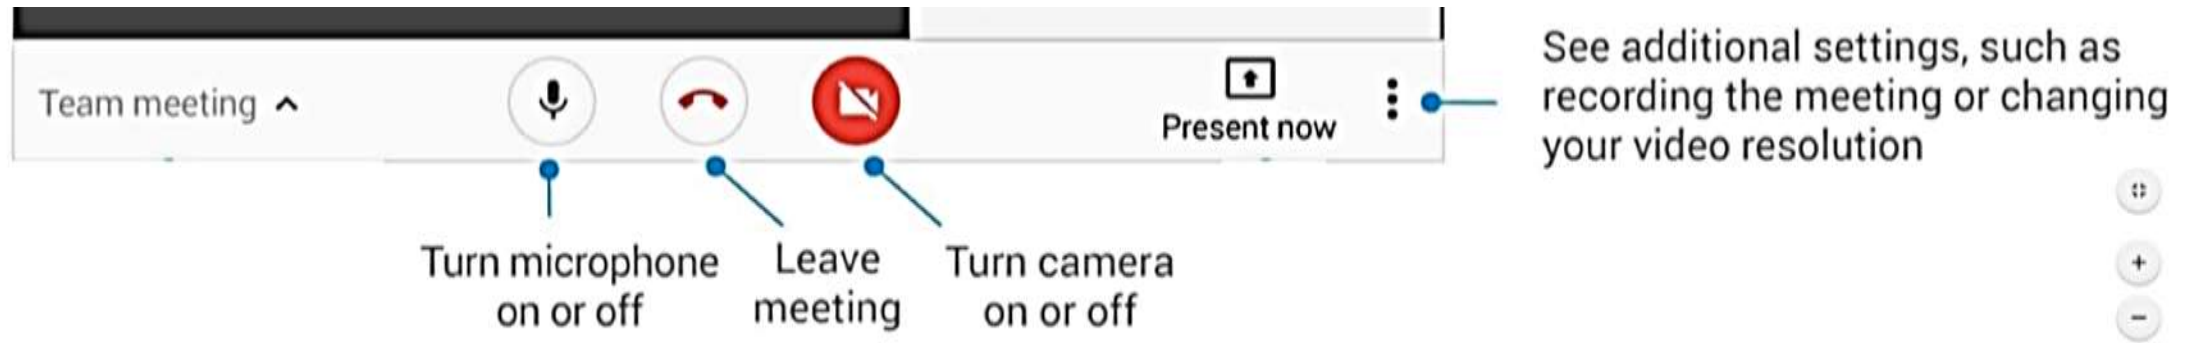 See additional settings, such as
recording the meeting or changing
your video resolution
Team meeting
Present now
Turn microphone
on or off
Leave
meeting
Turn camera
on or off